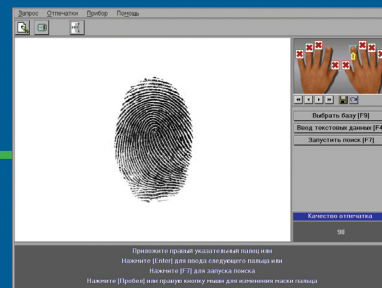 Запрос Отпечатки Прибор Помощь
Выбрать базу [F9]
Ввод текстовых данных [F4
Запустить поиск [F7]
Качество отпечатка
98
Приложите правый указательный палец или
Нажмите [Enter] для ввода следующего пальца или
Нажмите [F7] для запуска поиска
Нажмите [Пробел] или правую кнопку мыши для изменения маски пальца